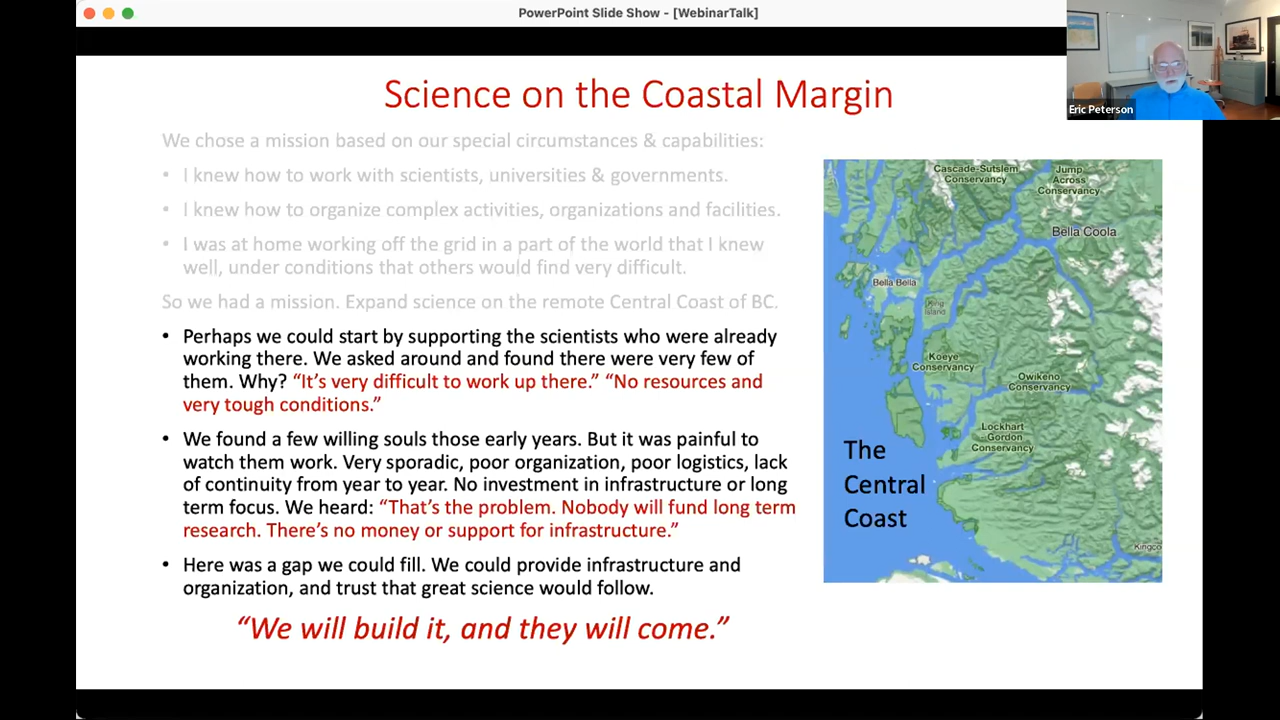 PowerPoint Slide Show - [WebinarTalk]
Eric Peterson
Science on the Coastal Margin
We chose a mission based on our special circumstances & capabilities:
• I knew how to work with scientists, universities & governments.
• I knew how to organize complex activities, organizations and facilities.
• I was at home working off the grid in a part of the world that I knew
well, under conditions that others would find very difficult.
So we had a mission. Expand science on the remote Central Coast of BC.
• Perhaps we could start by supporting the scientists who were already
working there. We asked around and found there were very few of
them. Why? “It’s very difficult to work up there.” “No resources and
very tough conditions.”
• We found a few willing souls those early years. But it was painful to
watch them work. Very sporadic, poor organization, poor logistics, lack
of continuity from year to year. No investment in infrastructure or long
term focus. We heard: “That’s the problem. Nobody will fund long term
research. There’s no money or support for infrastructure.”
• Here was a gap we could fill. We could provide infrastructure and
organization, and trust that great science would follow.
“We will build it, and they will come.”
Cascade-Sutslem
Conservancy
Jump
Across
Conservancy
Bella Coola
Bella Bella
King
Island
Koeye
Conservancy
Owikeno
Conservancy
Lockhart
Gordon
Conservancy
The
Central
Coast
Kingco